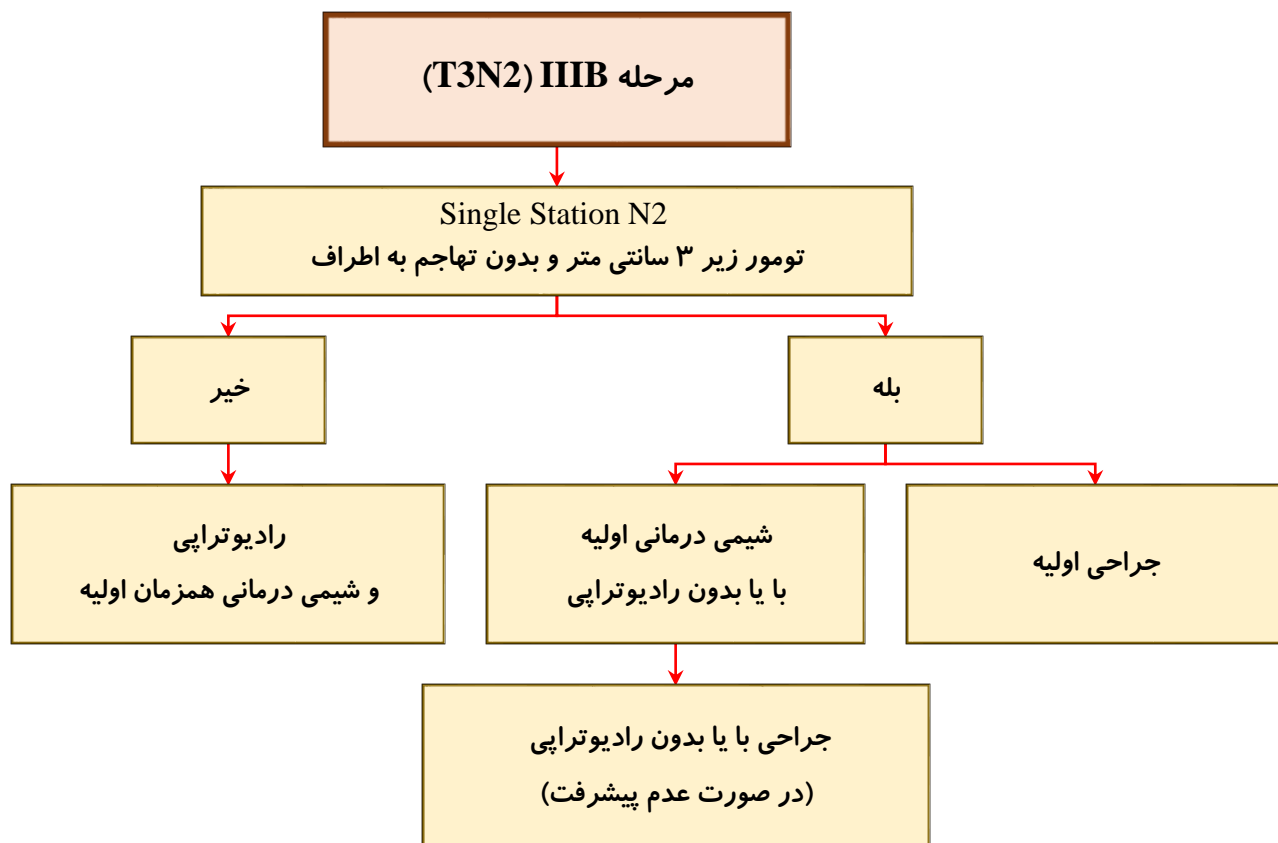 مرحله IIIB (T3N2)
Single Station N2
تومور زیر ۳ سانتی متر و بدون تهاجم به اطراف
بله
خیر
جراحی اولیه
شیمی درمانی اولیه
با یا بدون رادیوتراپی
رادیوتراپی
و شیمی درمانی همزمان اولیه
جراحی با یا بدون رادیوتراپی
(در صورت عدم پیشرفت)